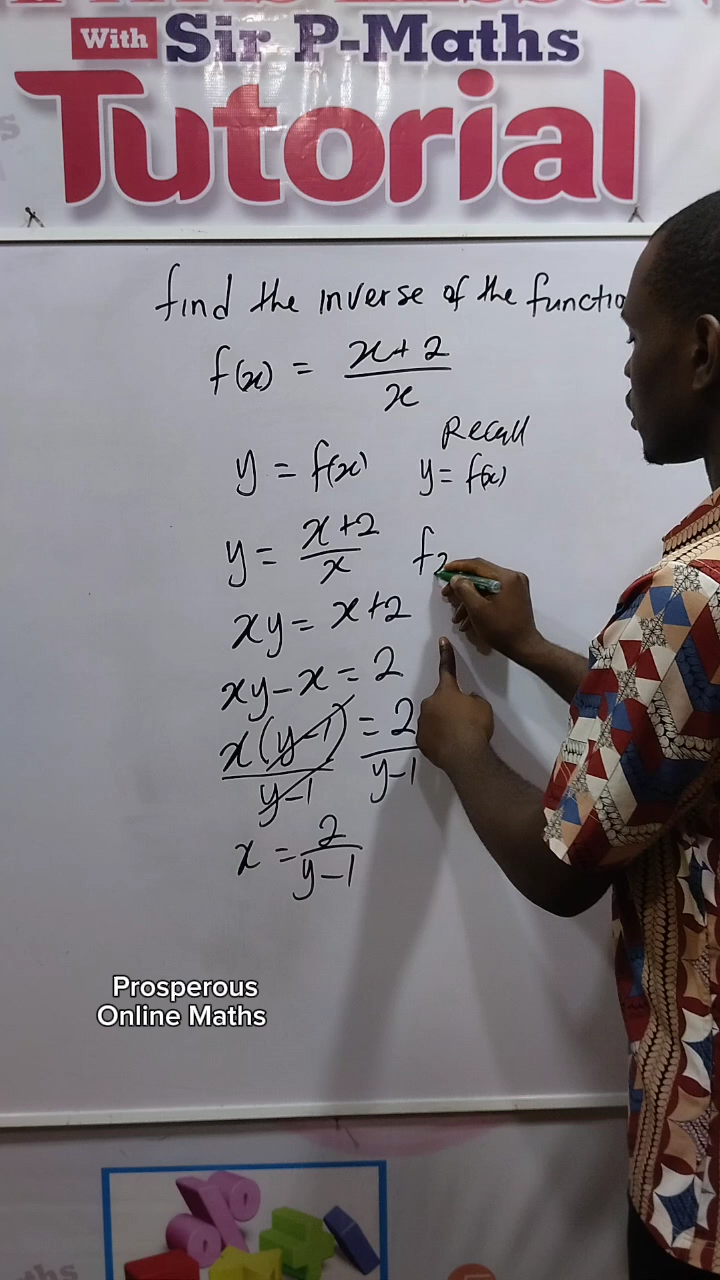 With Sir P-Maths
Tutorial
find the inverse of the functio
f(x) = x+2 / x
Recall
y = f(x) y = f(x)
y = x+2 / x
xy = x+2
xy-x = 2
x(y-1) / y-1 = 2 / y-1
x = 2 / y-1
Prosperous
Online Maths